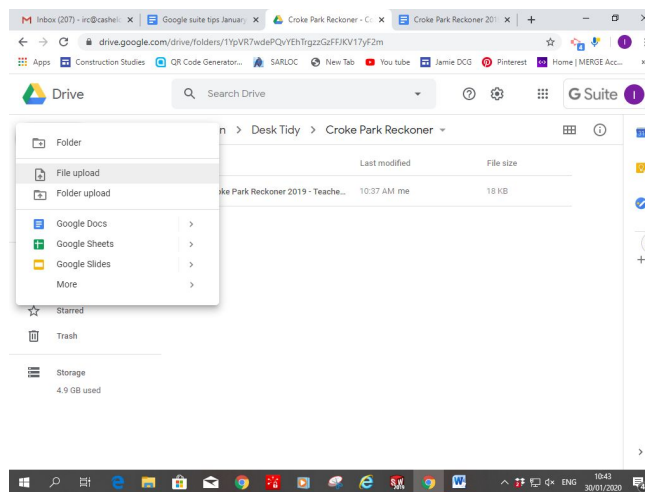 Inbox (207) - irc@cashelc
Google suite tips January
Croke Park Reckoner - Co
Croke Park Reckoner 201
drive.google.com/drive/folders/1YpVR7wdePQvYEhTrgzzGzFFJKV17yF2m
Apps
Construction Studies
QR Code Generator...
SARLOC
New Tab
You tube
Jamie DCG
Pinterest
Home | MERGE Acc...
Drive
Search Drive
G Suite
I
n > Desk Tidy > Croke Park Reckoner
Folder
Last modified
File size
File upload
Folder upload
oke Park Reckoner 2019 - Teache...
10:37 AM me
18 KB
Google Docs
Google Sheets
Google Slides
More
Starred
Trash
Storage
4.9 GB used
ENG
10:43
30/01/2020